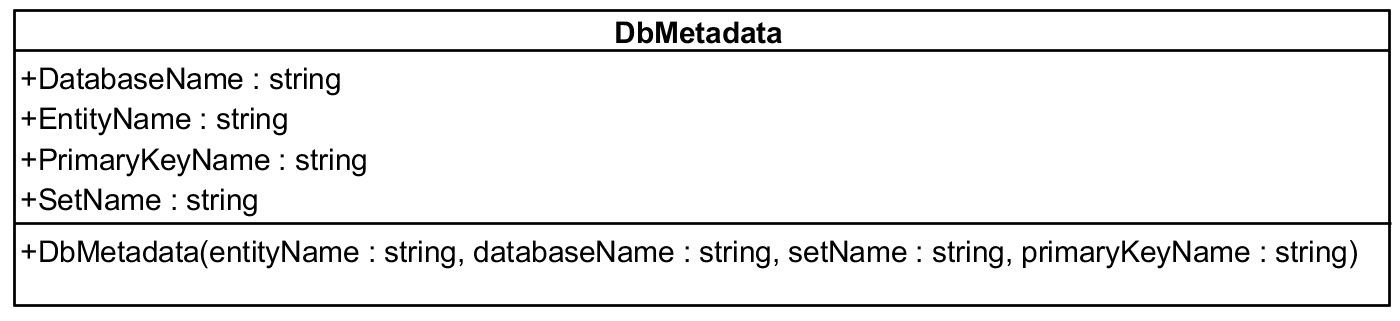 DbMetadata
+DatabaseName : string
+EntityName : string
+PrimaryKeyName : string
+SetName : string
+DbMetadata(entityName : string, databaseName : string, setName : string, primaryKeyName : string)